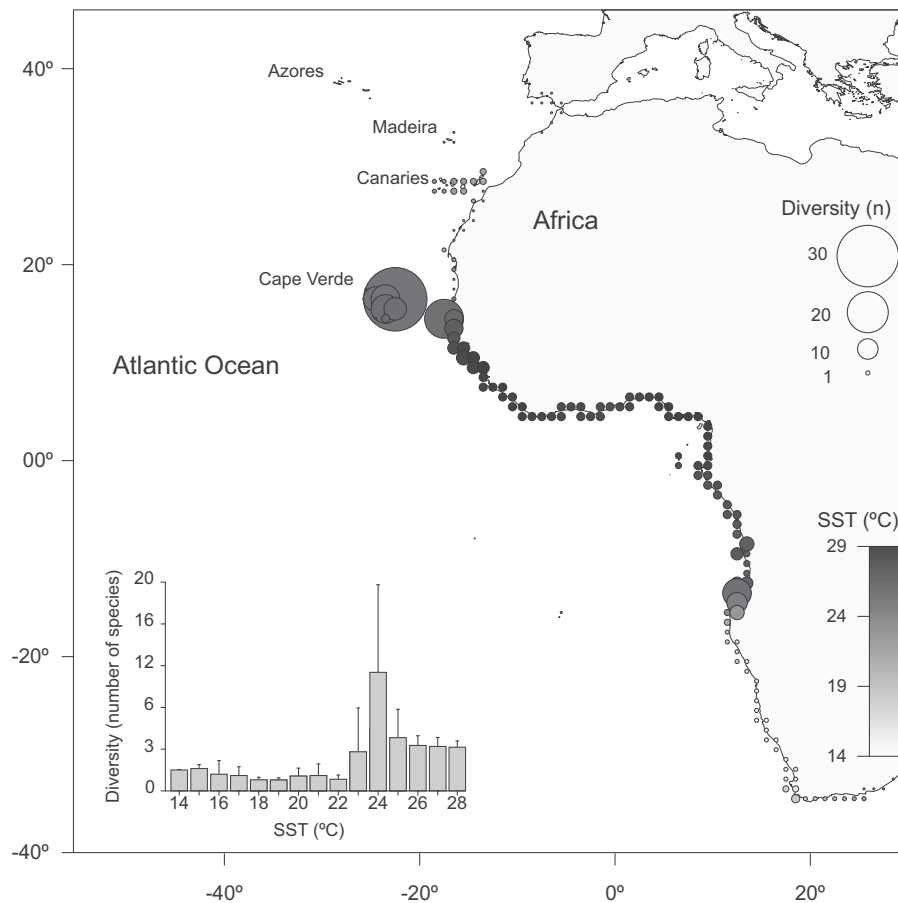 40º
20º
00º
-20º
-40º
-40º
-20º
0º
20º
Azores
Madeira
Canaries
Cape Verde
Africa
Atlantic Ocean
Diversity (n)
30
20
10
1
SST (ºC)
29
24
19
14
Diversity (number of species)
20
16
12
6
3
0
14
16
18
20
22
24
26
28
SST (ºC)